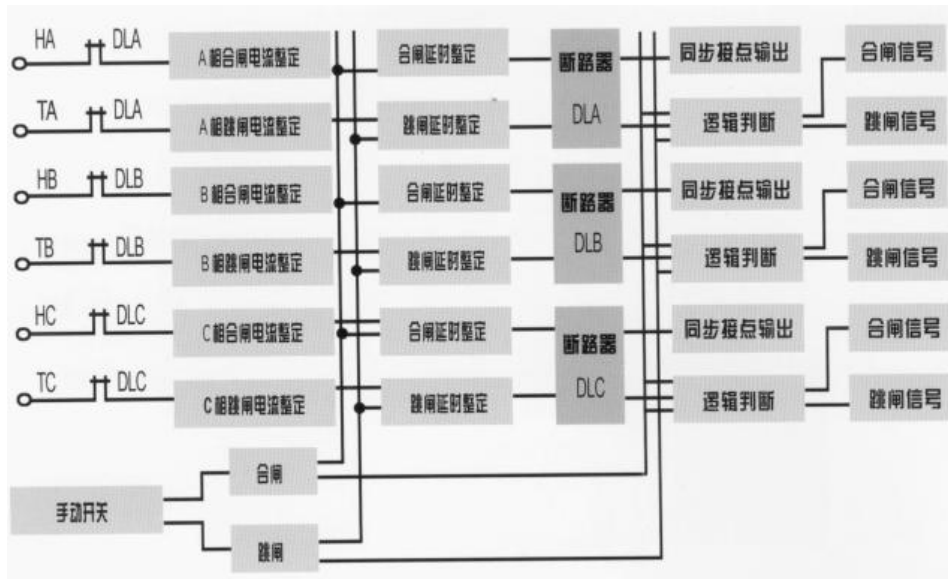 HA DLA A相合闸电流整定 合闸延时整定 断路器 同步接点输出 合闸信号
TA DLA A相跳闸电流整定 跳闸延时整定 DLA 逻辑判断 跳闸信号
HB DLB B相合闸电流整定 合闸延时整定 断路器 同步接点输出 合闸信号
TB DLB B相跳闸电流整定 跳闸延时整定 DLB 逻辑判断 跳闸信号
HC DLC C相合闸电流整定 合闸延时整定 断路器 同步接点输出 合闸信号
TC DLC C相跳闸电流整定 跳闸延时整定 DLC 逻辑判断 跳闸信号
合闸
手动开关
跳闸